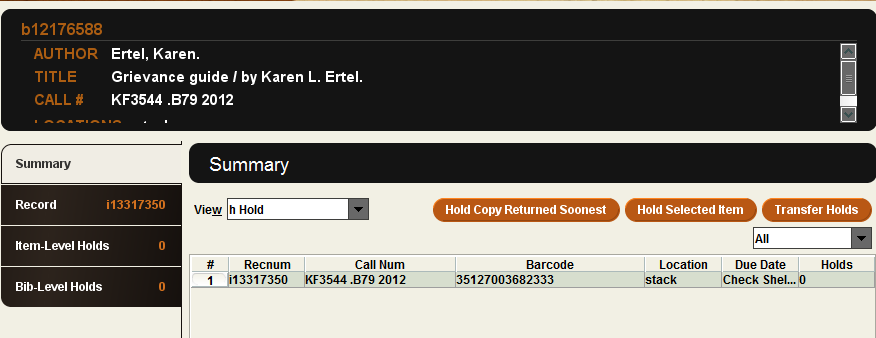 b12176588
AUTHOR Ertel, Karen.
TITLE Grievance guide / by Karen L. Ertel.
CALL # KF3544 .B79 2012
LOCATIONS
Summary
Record i13317350
Item-Level Holds 0
Bib-Level Holds 0
Summary
View h Hold
Hold Copy Returned Soonest Hold Selected Item Transfer Holds
All
# Recnum Call Num Barcode Location Due Date Holds
1 i13317350 KF3544 .B79 2012 35127003682333 stack Check Shel... 0